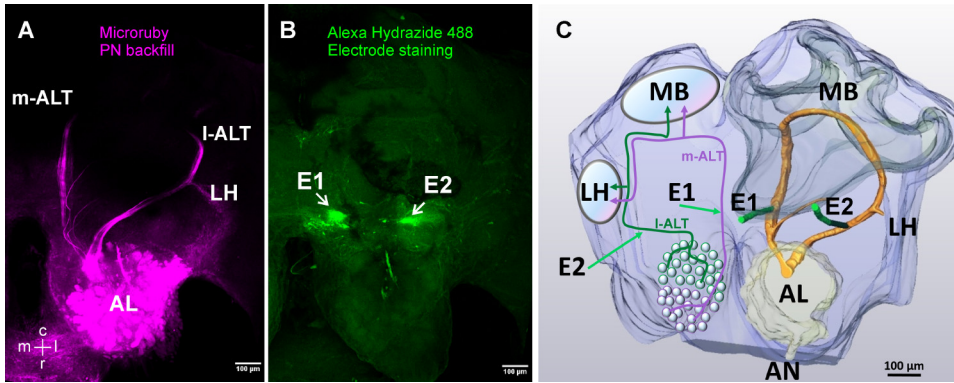 A
Microruby
PN backfill
m-ALT
l-ALT
LH
AL
c
m l
r
100 µm
B
Alexa Hydrazide 488
Electrode staining
E1
E2
100 µm
C
MB
MB
m-ALT
LH
E1
E1
E2
l-ALT
LH
E2
AL
AN
100 µm